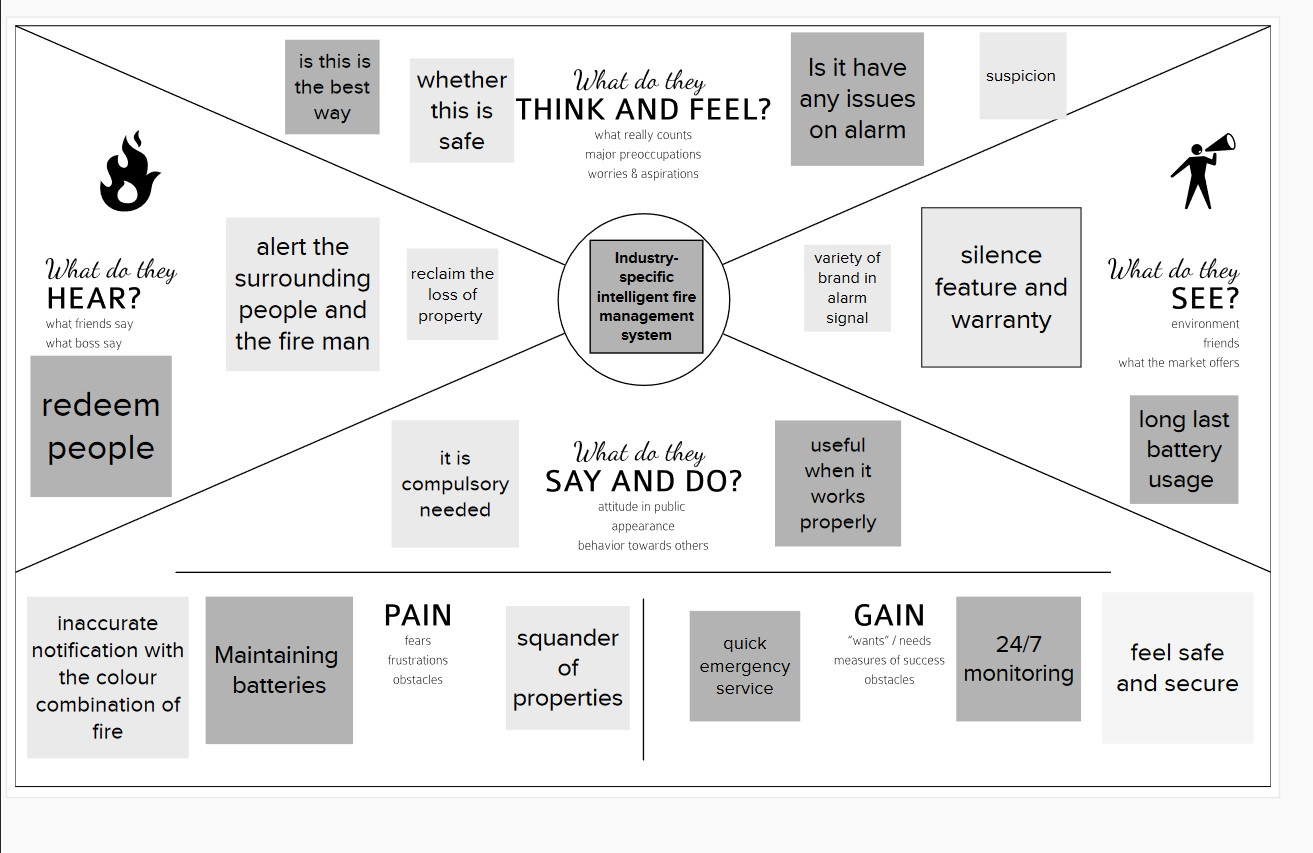 is this is
the best
way
whether
this is
safe
What do they
THINK AND FEEL?
what really counts
major preoccupations
worries & aspirations
Is it have
any issues
on alarm
suspicion
What do they
HEAR?
what friends say
what boss say
redeem
people
alert the
surrounding
people and
the fire man
reclaim the
loss of
property
Industry-
specific
intelligent fire
management
system
variety of
brand in
alarm
signal
silence
feature and
warranty
What do they
SEE?
environment
friends
what the market offers
long last
battery
usage
it is
compulsory
needed
What do they
SAY AND DO?
attitude in public
appearance
behavior towards others
useful
when it
works
properly
inaccurate
notification with
the colour
combination of
fire
Maintaining
batteries
PAIN
fears
frustrations
obstacles
squander
of
properties
quick
emergency
service
GAIN
"wants" / needs
measures of success
obstacles
24/7
monitoring
feel safe
and secure